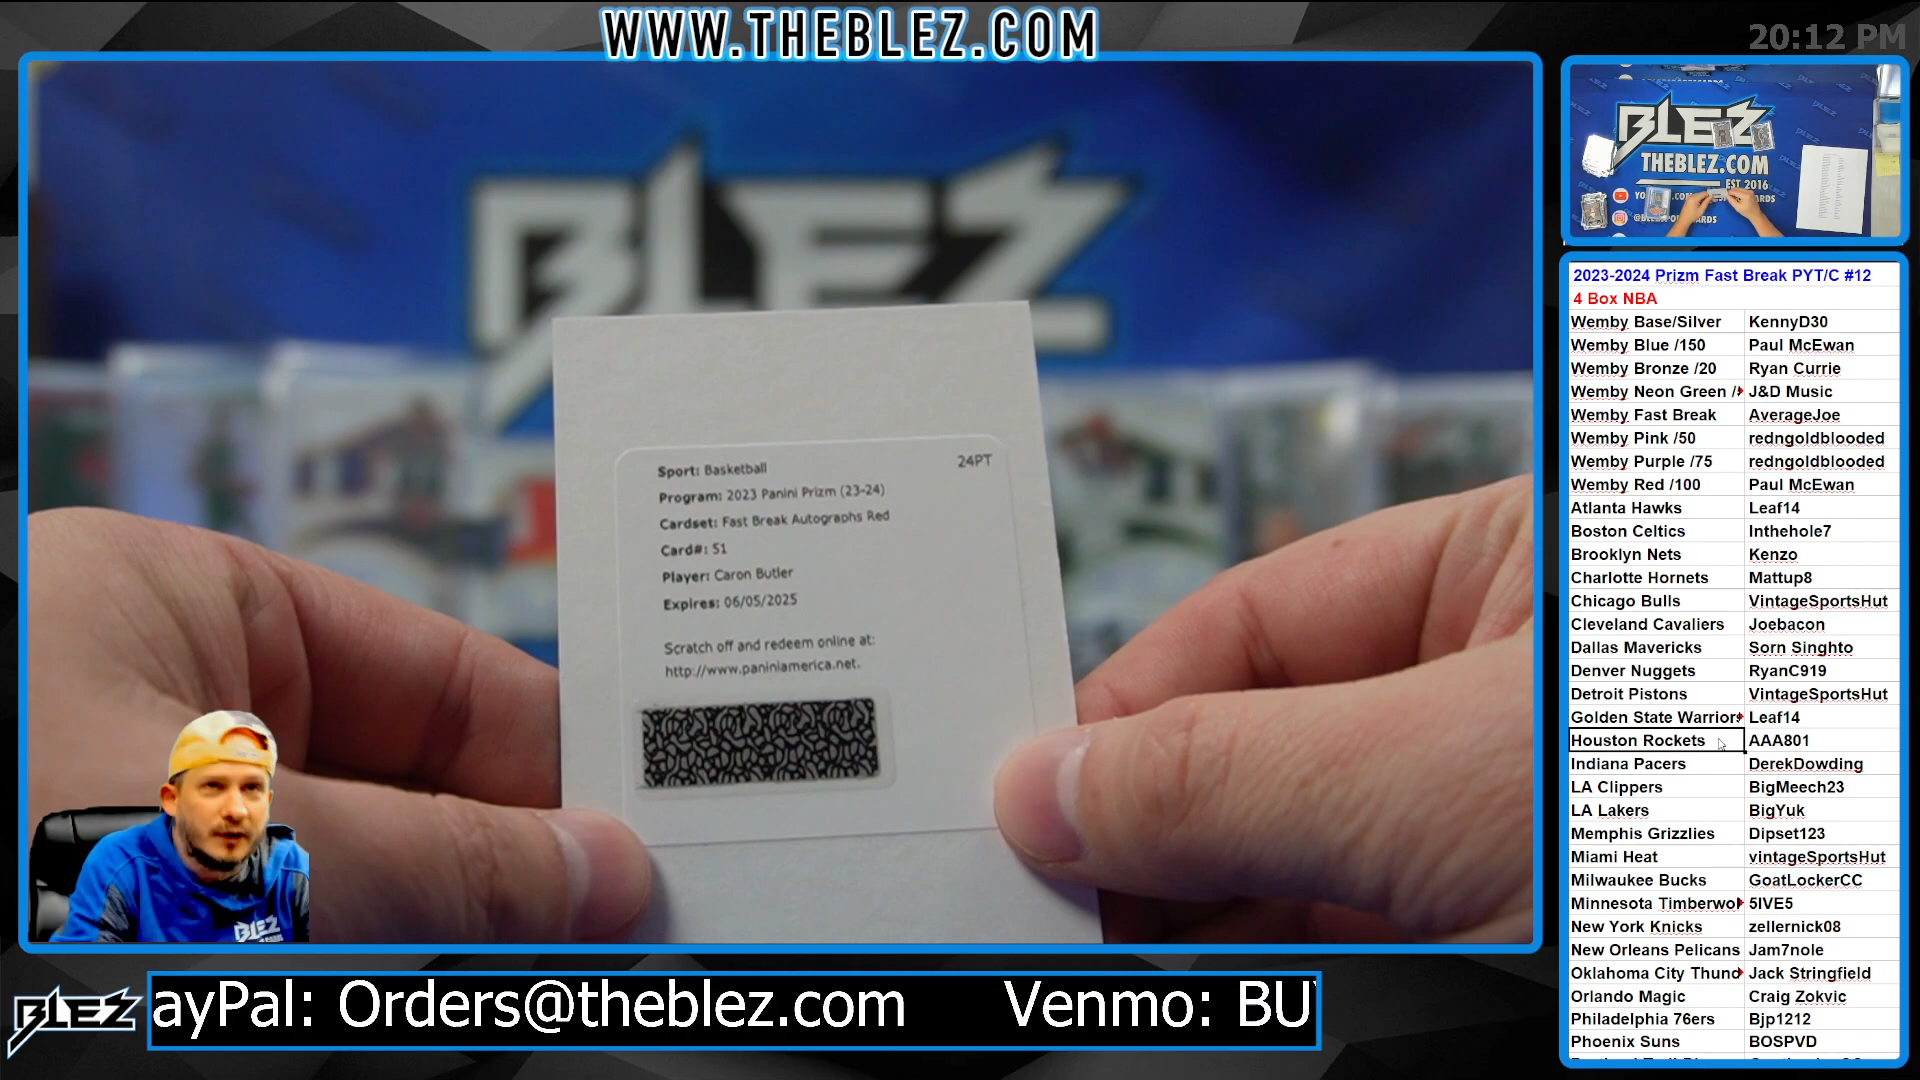 WWW.THEBLEZ.COM
20:12 PM
BLEZ
Sport: Basketball
24PT
Program: 2023 Panini Prizm (23-24)
Cardset: Fast Break Autographs Red
Card#: 51
Player: Caron Butler
Expires: 06/05/2025
Scratch off and redeem online at:
http://www.paniniamerica.net.
BLEZ
THEBLEZ.COM
EST 2016
2023-2024 Prizm Fast Break PYT/C #12
4 Box NBA
Wemby Base/Silver KennyD30
Wemby Blue /150 Paul McEwan
Wemby Bronze /20 Ryan Currie
Wemby Neon Green / J&D Music
Wemby Fast Break AverageJoe
Wemby Pink /50 redngoldblooded
Wemby Purple /75 redngoldblooded
Wemby Red /100 Paul McEwan
Atlanta Hawks Leaf14
Boston Celtics Inthehole7
Brooklyn Nets Kenzo
Charlotte Hornets Mattup8
Chicago Bulls VintageSportsHut
Cleveland Cavaliers Joebacon
Dallas Mavericks Sorn Singhto
Denver Nuggets RyanC919
Detroit Pistons VintageSportsHut
Golden State Warriors Leaf14
Houston Rockets AAA801
Indiana Pacers DerekDowding
LA Clippers BigMeech23
LA Lakers BigYuk
Memphis Grizzlies Dipset123
Miami Heat vintageSportsHut
Milwaukee Bucks GoatLockerCC
Minnesota Timberwol 5IVE5
New York Knicks zellernick08
New Orleans Pelicans Jam7nole
Oklahoma City Thund Jack Stringfield
Orlando Magic Craig Zokvic
Philadelphia 76ers Bjp1212
Phoenix Suns BOSPVD
BLEZ
BLEZ
ayPal: Orders@theblez.com Venmo: BU